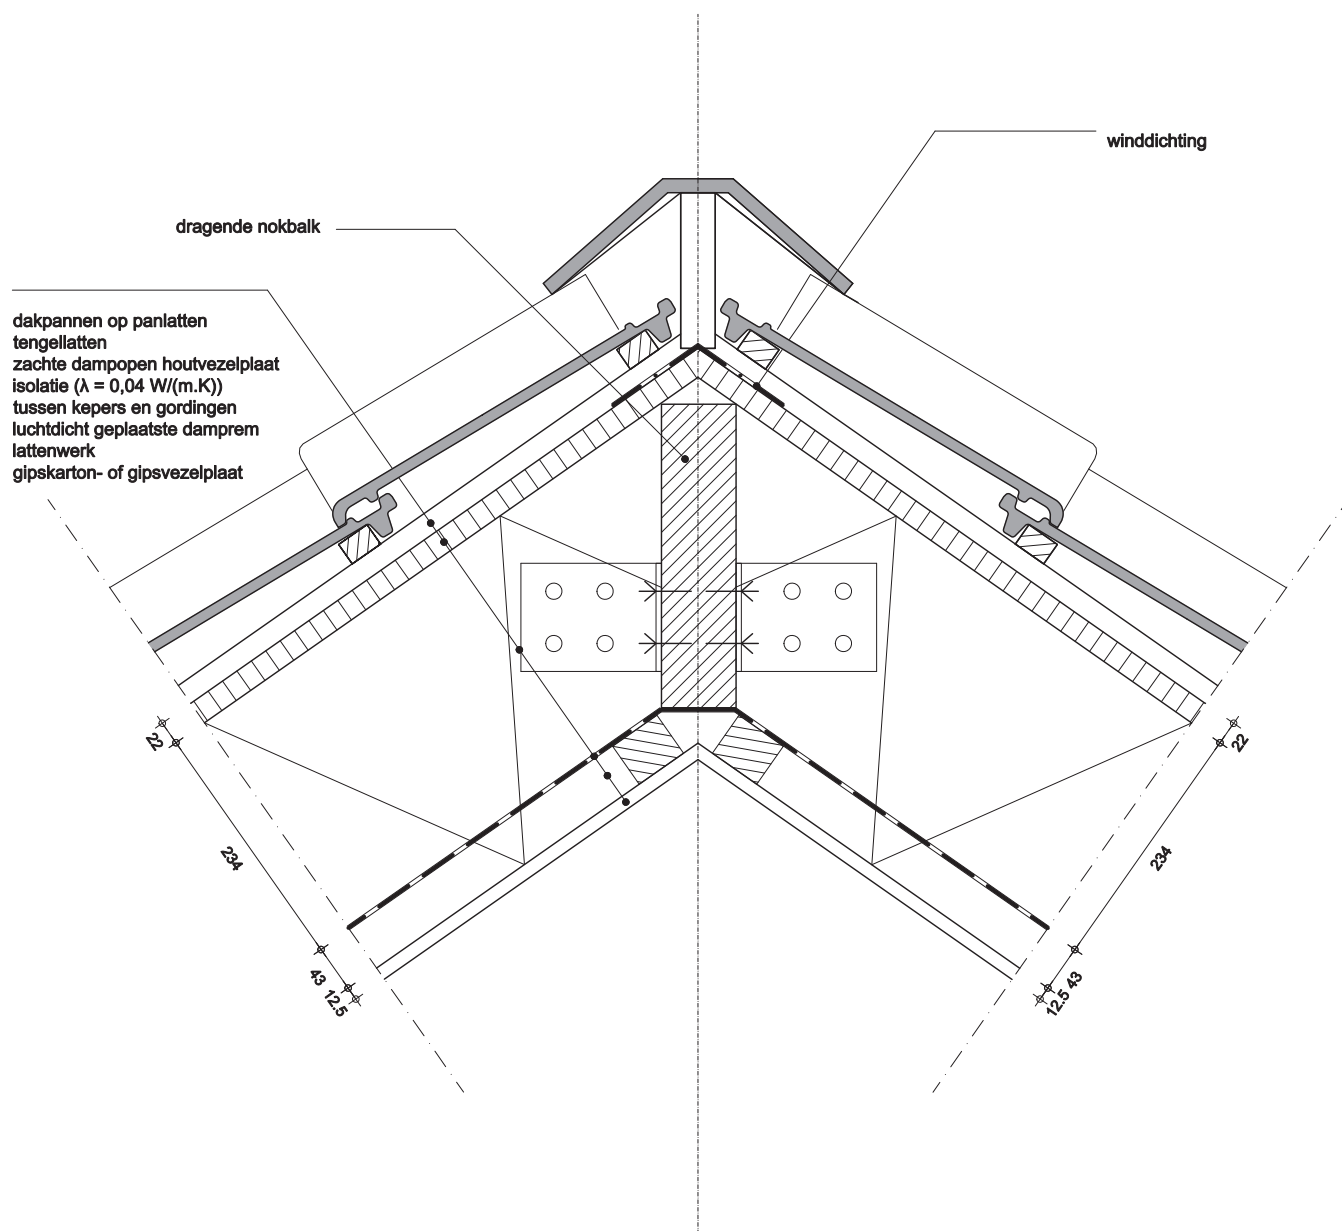 winddichting
dragende nokbalk
dakpannen op panlatten
tengellatten
zachte dampopen houtvezelplaat
isolatie (λ = 0,04 W/(m.K))
tussen kepers en gordingen
luchtdicht geplaatste damprem
lattenwerk
gipskarton- of gipsvezelplaat
22
234
43
12.5
22
234
43
12.5